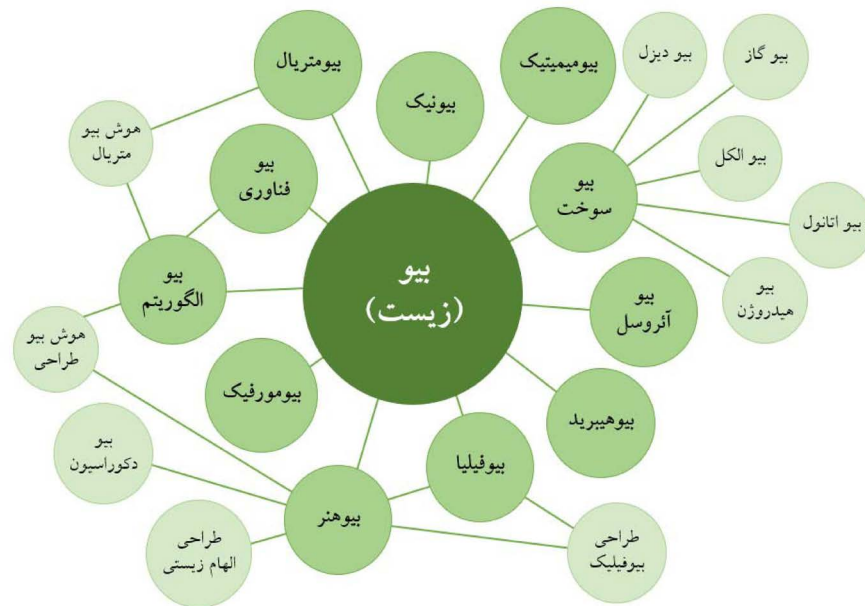 بیو
(زیست)
بیومتریال
بیونیک
بیومیمیتیک
بیو دیزل
بیو گاز
بیو الکل
بیو اتانول
بیو
هیدروژن
بیو
سوخت
بیو
آئروسل
بیوهیبرید
بیوفیلیا
طراحی
بیوفیلیک
بیوهنر
طراحی
الهام زیستی
بیو
دکوراسیون
هوش بیو
طراحی
بیومورفیک
بیو
الگوریتم
بیو
فناوری
هوش بیو
متریال